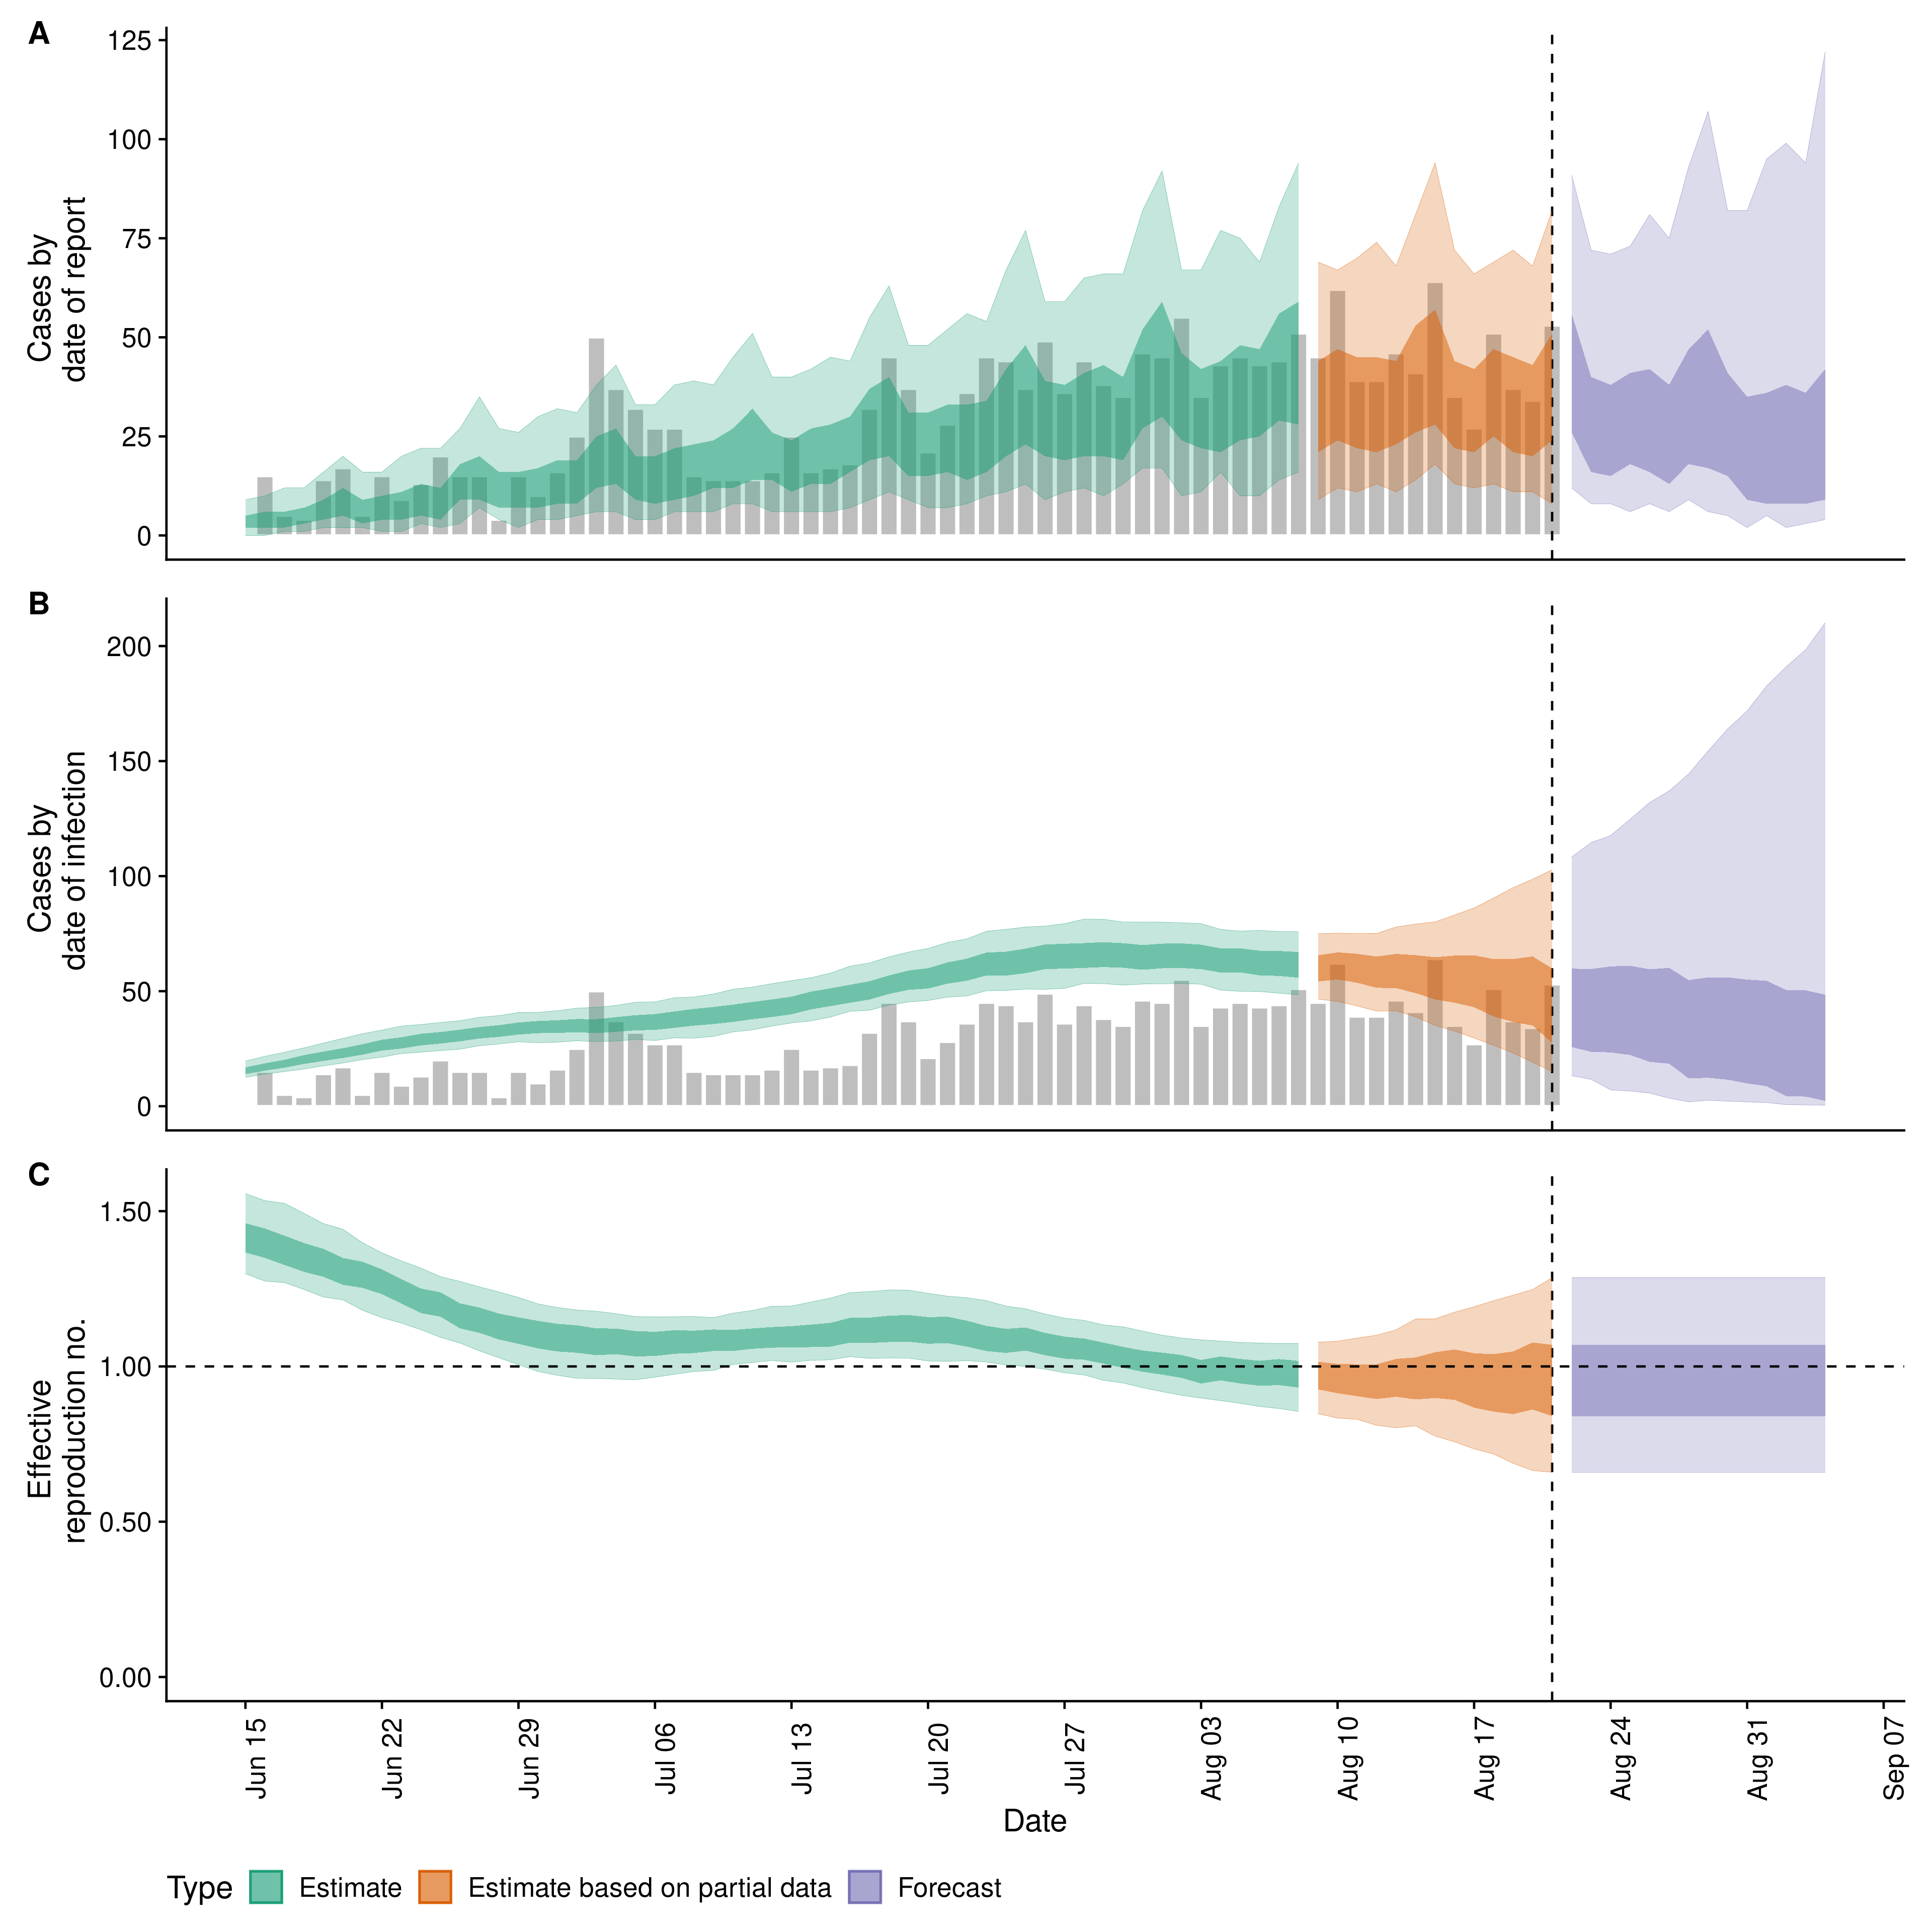 A
Cases by
date of report
125
100
75
50
25
0
B
Cases by
date of infection
200
150
100
50
0
C
Effective
reproduction no.
1.50
1.00
0.50
0.00
Jun 15
Jun 22
Jun 29
Jul 06
Jul 13
Jul 20
Jul 27
Aug 03
Aug 10
Aug 17
Aug 24
Aug 31
Sep 07
Date
Type Estimate Estimate based on partial data Forecast